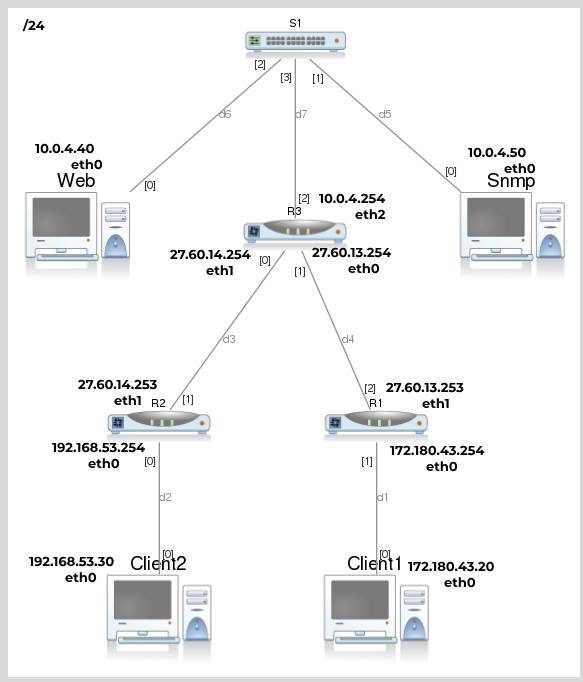 /24
S1
[2]
[3]
[1]
d6
d7
d5
10.0.4.40
eth0
Web
[0]
10.0.4.50
eth0
Snmp
[0]
[2]
10.0.4.254
eth2
R3
27.60.14.254
eth1
[0]
[1]
27.60.13.254
eth0
d3
d4
27.60.14.253
eth1
[1]
R2
[2]
27.60.13.253
eth1
R1
192.168.53.254
eth0
[0]
[1]
172.180.43.254
eth0
d2
d1
192.168.53.30
eth0
[0]
Client2
[0]
Client1
172.180.43.20
eth0